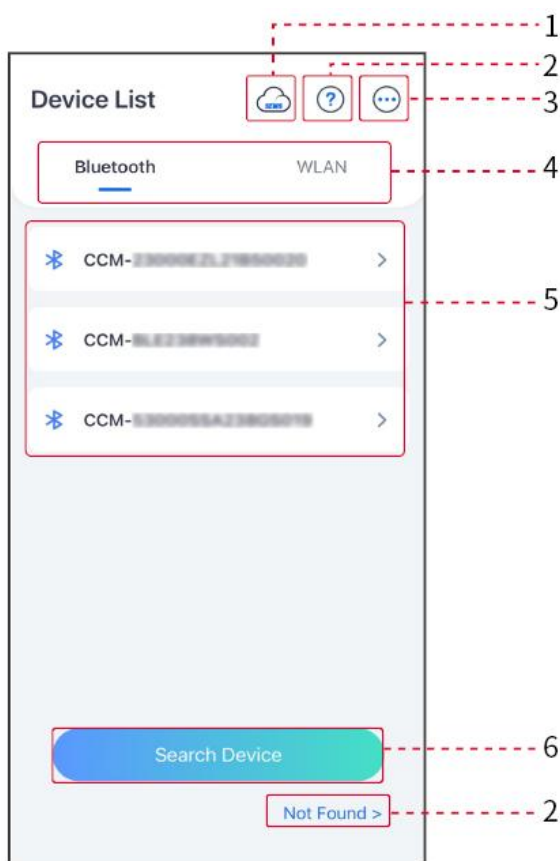 1
2
Device List
?
3
Bluetooth WLAN
4
CCM-
5
CCM-
CCM-
Search Device
6
Not Found >
2